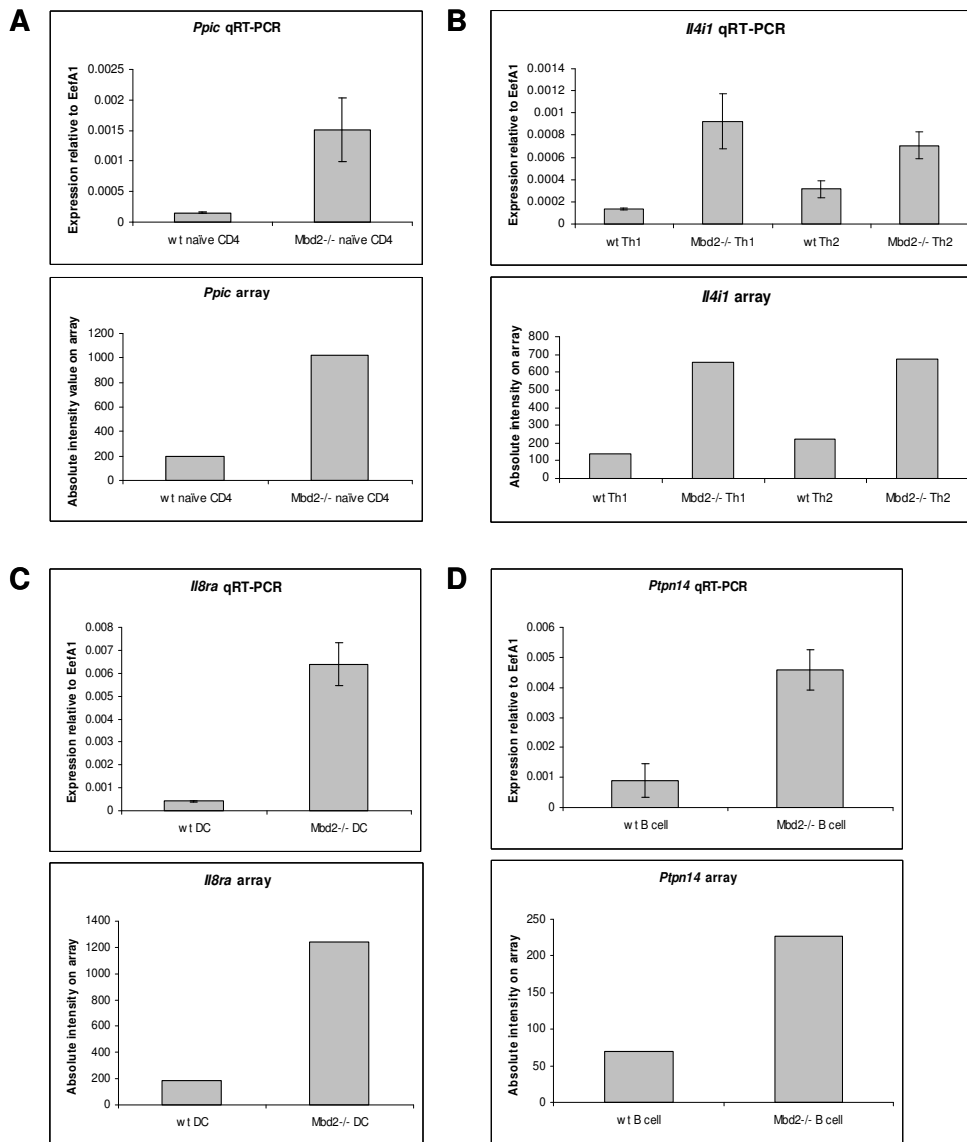 A
Ppic qRT-PCR
Expression relative to EefA1
0.0025
0.002
0.0015
0.001
0.0005
0
wt naïve CD4
Mbd2-/- naïve CD4
Ppic array
Absolute intensity value on array
1200
1000
800
600
400
200
0
wt naïve CD4
Mbd2-/- naïve CD4
B
Il4i1 qRT-PCR
Expression relative to EefA1
0.0014
0.0012
0.001
0.0008
0.0006
0.0004
0.0002
0
wt Th1
Mbd2-/- Th1
wt Th2
Mbd2-/- Th2
Il4i1 array
Absolute intensity on array
800
700
600
500
400
300
200
100
0
wt Th1
Mbd2-/- Th1
wt Th2
Mbd2-/- Th2
C
Il8ra qRT-PCR
Expression relative to EefA1
0.008
0.007
0.006
0.005
0.004
0.003
0.002
0.001
0
wt DC
Mbd2-/- DC
Il8ra array
Absolute intensity on array
1400
1200
1000
800
600
400
200
0
wt DC
Mbd2-/- DC
D
Ptpn14 qRT-PCR
Expression relative to EefA1
0.006
0.005
0.004
0.003
0.002
0.001
0
wt B cell
Mbd2-/- B cell
Ptpn14 array
Absolute intensity on array
250
200
150
100
50
0
wt B cell
Mbd2-/- B cell